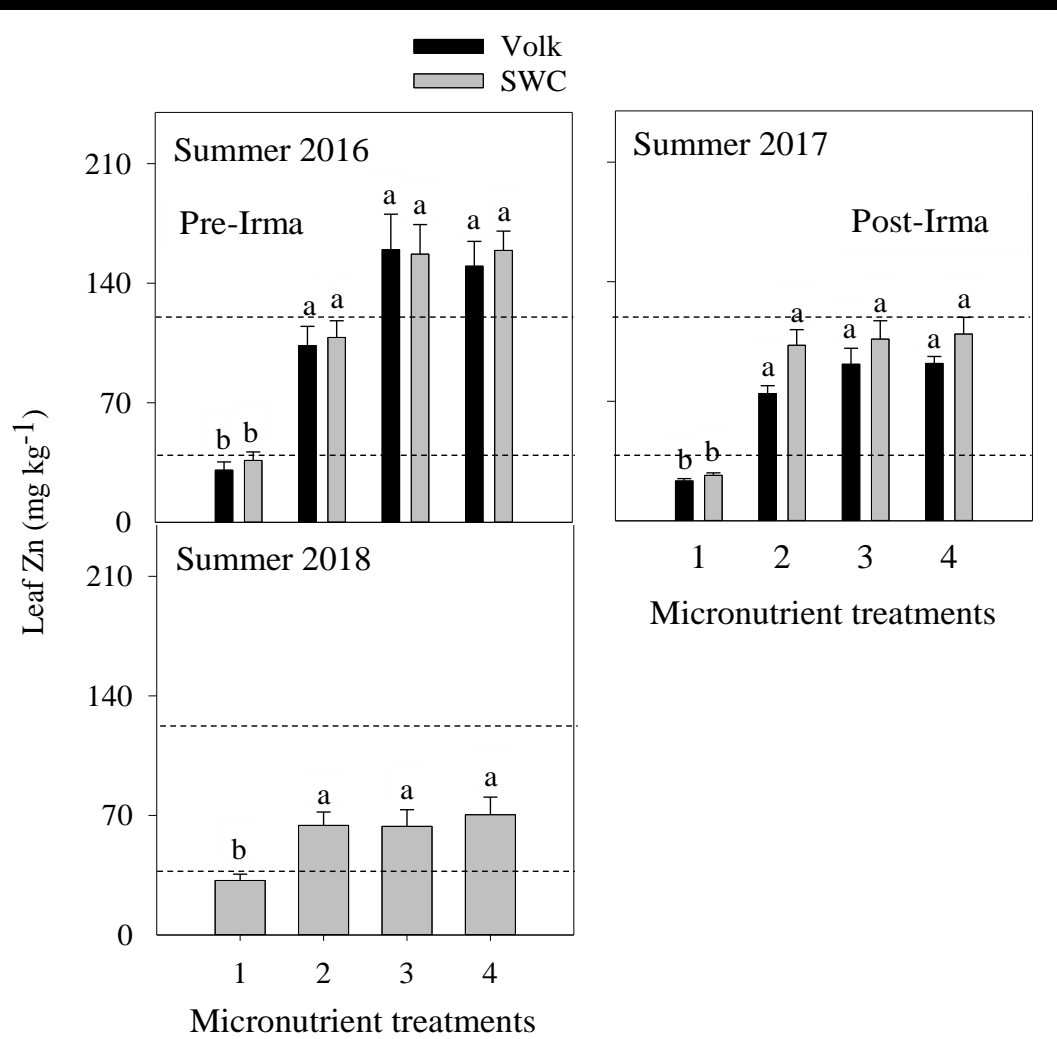 Volk
SWC
Leaf Zn (mg kg-1)
Summer 2016
Pre-Irma
210
140
70
0
b b a a a a a a
Summer 2017
Post-Irma
b b a a a a a a
1 2 3 4
Micronutrient treatments
Summer 2018
210
140
70
0
b a a a
1 2 3 4
Micronutrient treatments